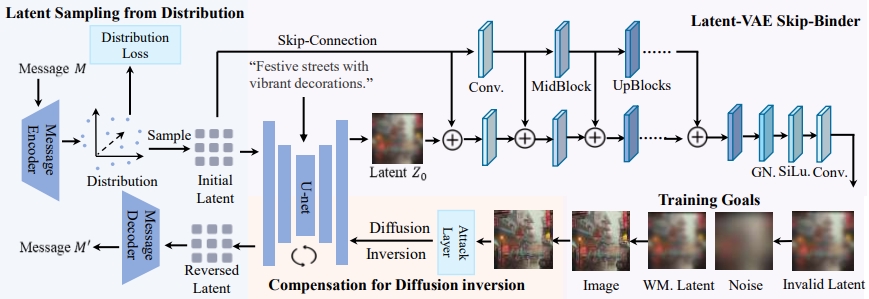 Latent Sampling from Distribution
Latent-VAE Skip-Binder
Distribution
Loss
Message M
Skip-Connection
"Festive streets with
vibrant decorations."
Conv.
MidBlock
UpBlocks
Message
Encoder
Sample
Distribution
Initial
Latent
U-net
Latent Z0
GN.
SiLu.
Conv.
Message
Decoder
Message M′
Reversed
Latent
Diffusion
Inversion
Attack
Layer
Compensation for Diffusion inversion
Training Goals
Image
WM. Latent
Noise
Invalid Latent